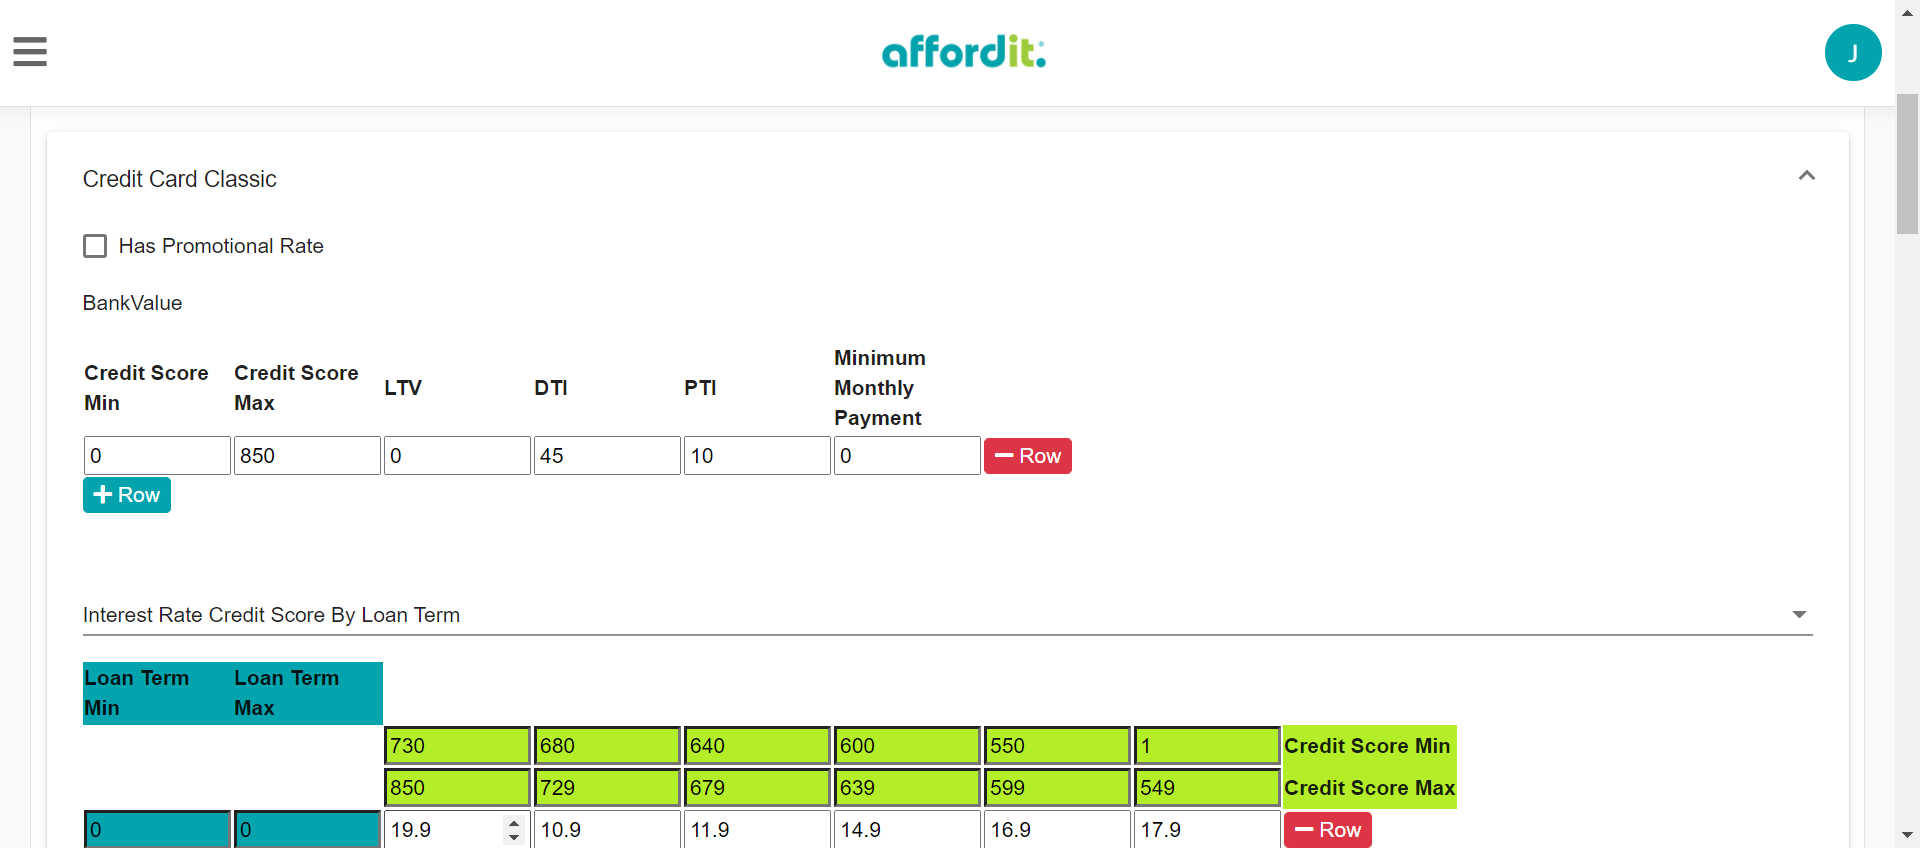 affordit:
J
Credit Card Classic
Has Promotional Rate
BankValue
Credit Score Min
Credit Score Max
LTV
DTI
PTI
Minimum Monthly Payment
0 850 0 45 10 0 Row
Row
Interest Rate Credit Score By Loan Term
Loan Term Min
Loan Term Max
730 680 640 600 550 1 Credit Score Min
850 729 679 639 599 549 Credit Score Max
0 0 19.9 10.9 11.9 14.9 16.9 17.9 Row